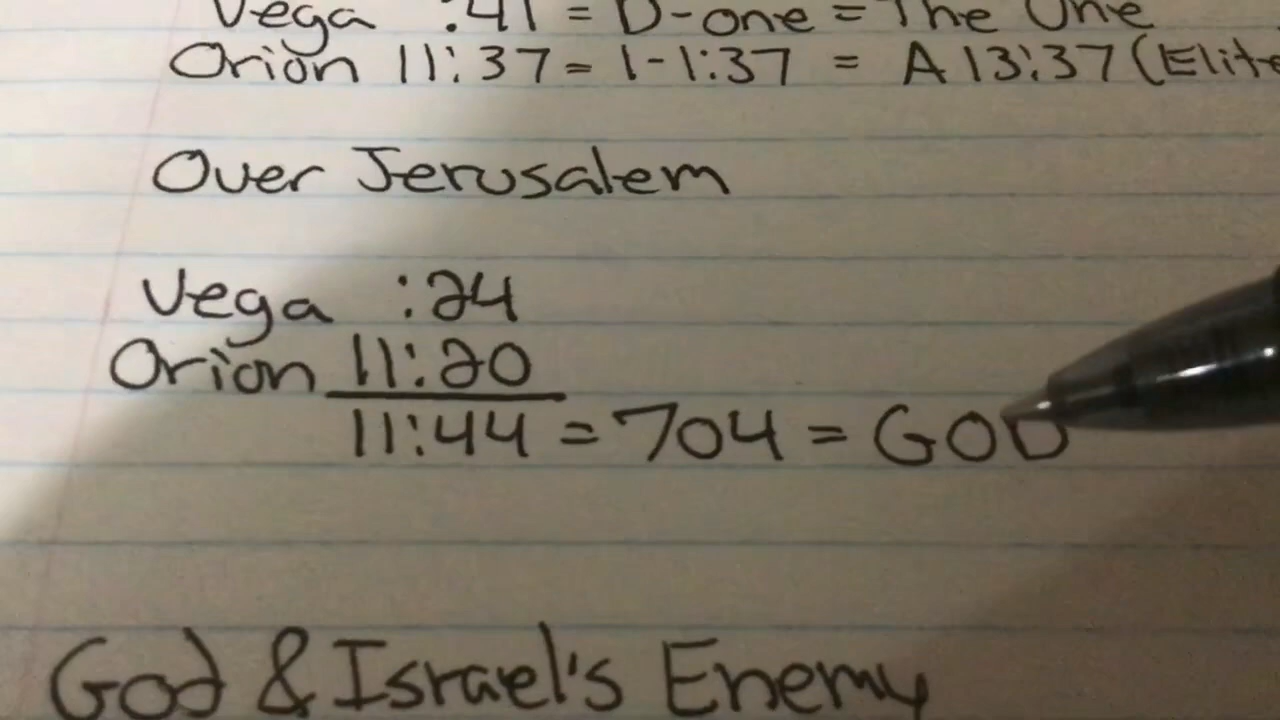 Vega :41 = D-one = The One
Orion 11:37 = 1-1:37 = A 13:37 (Elite
Over Jerusalem
Vega :24
Orion 11:20
11:44 = 704 = GOD
God & Israel's Enemy